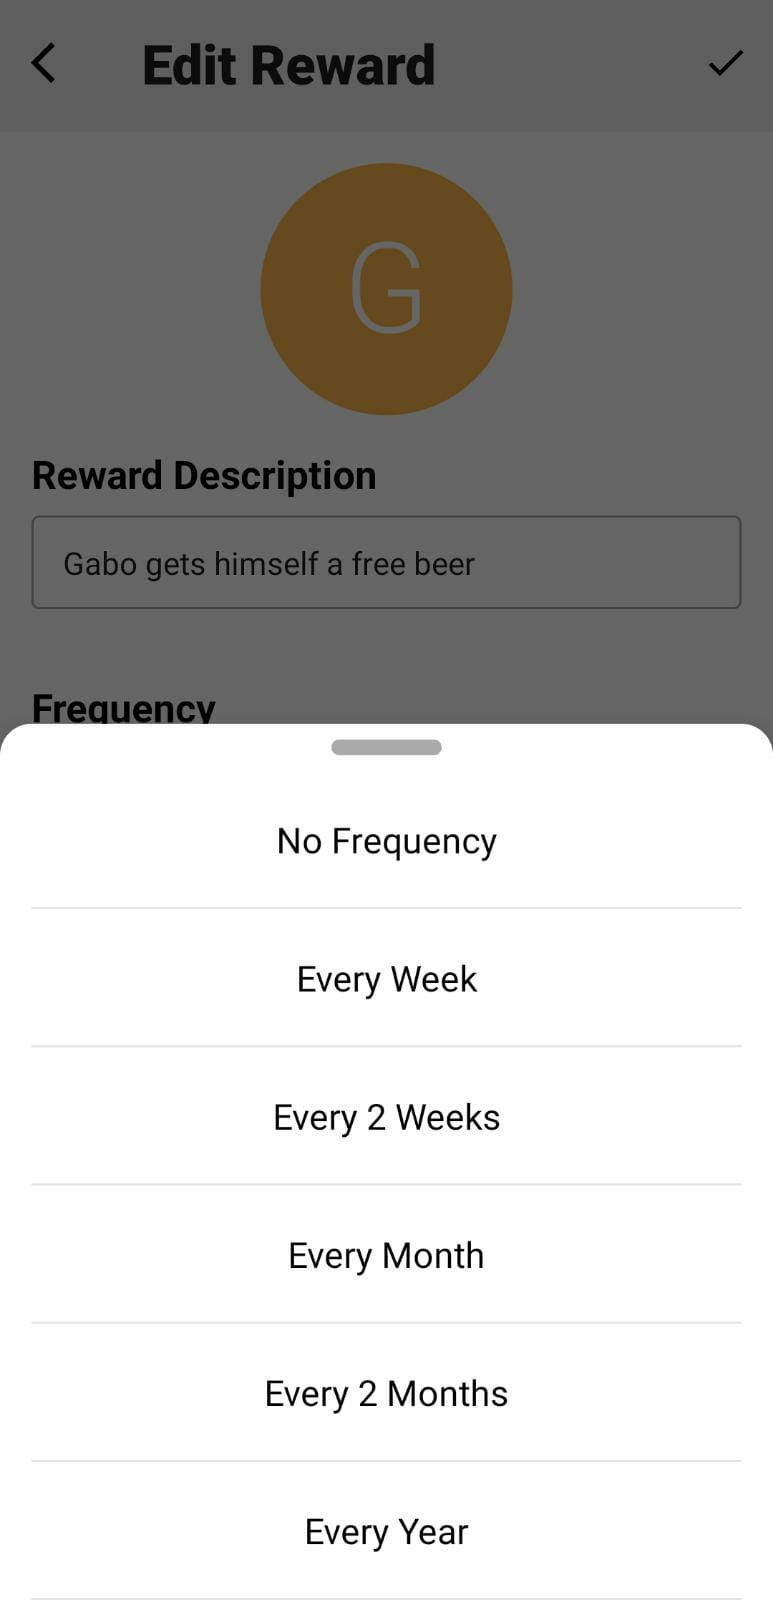 Edit Reward
G
Reward Description
Gabo gets himself a free beer
Frequency
No Frequency
Every Week
Every 2 Weeks
Every Month
Every 2 Months
Every Year